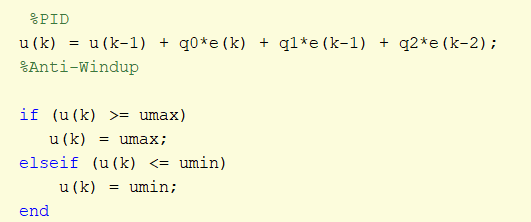 %PID
u(k) = u(k-1) + q0*e(k) + q1*e(k-1) + q2*e(k-2);
%Anti-Windup
if (u(k) >= umax)
u(k) = umax;
elseif (u(k) <= umin)
u(k) = umin;
end